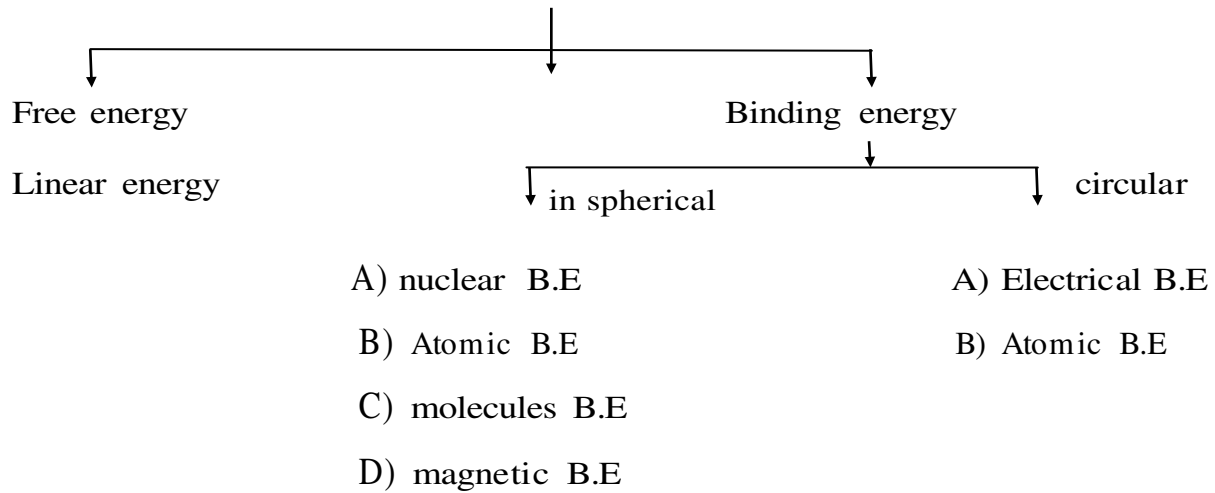 Free energy
Binding energy
Linear energy
in spherical
circular
A) nuclear B.E
A) Electrical B.E
B) Atomic B.E
B) Atomic B.E
C) molecules B.E
D) magnetic B.E